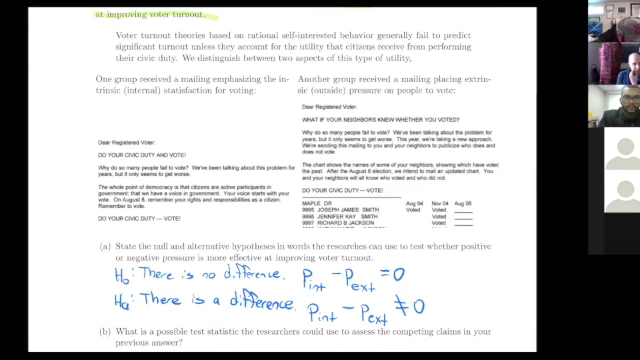 at improving voter turnout.
Voter turnout theories based on rational self-interested behavior generally fail to predict
significant turnout unless they account for the utility that citizens receive from performing
their civic duty. We distinguish between two aspects of this type of utility,
One group received a mailing emphasizing the in-
trinsic (internal) statisfaction for voting:
Dear Registered Voter:
DO YOUR CIVIC DUTY AND VOTE!
Why do so many people fail to vote? We've been talking about this problem for
years, but it only seems to get worse.
The whole point of democracy is that citizens are active participants in
government; that we have a voice in government. Your voice starts with your
vote. On August 8, remember your rights and responsibilities as a citizen.
Remember to vote.
DO YOUR CIVIC DUTY — VOTE!
Another group received a mailing placing extrin-
sic (outside) pressure on people to vote:
Dear Registered Voter:
WHAT IF YOUR NEIGHBORS KNEW WHETHER YOU VOTED?
Why do so many people fail to vote? We've been talking about the problem for
years, but it only seems to get worse. This year, we're taking a new approach.
We're sending this mailing to you and your neighbors to publicize who does and
does not vote.
The chart shows the names of some of your neighbors, showing which have voted in
the past. After the August 8 election, we intend to mail an updated chart. You
and your neighbors will all know who voted and who did not.
DO YOUR CIVIC DUTY — VOTE!
MAPLE DR Aug 04 Nov 04 Aug 06
9995 JOSEPH JAMES SMITH Voted Voted
9995 JENNIFER KAY SMITH Voted
9997 RICHARD B JACKSON Voted
(a) State the null and alternative hypotheses in words the researches can use to test whether positive
or negative pressure is more effective at improving voter turnout.
H₀: There is no difference. P_int − P_ext = 0
Hₐ: There is a difference. P_int − P_ext ≠ 0
(b) What is a possible test statistic the researchers could use to assess the competing claims in your
previous answer?